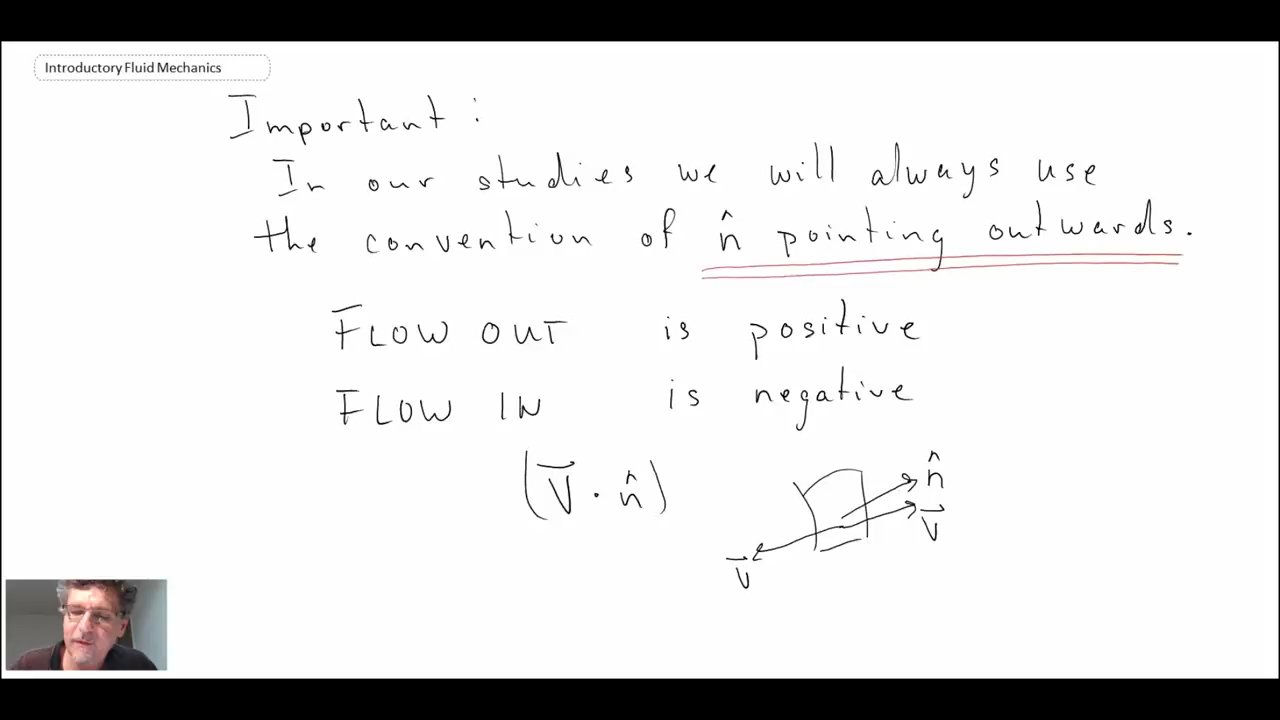 Introductory Fluid Mechanics
Important :
In our studies we will always use
the convention of n̂ pointing outwards.
FLOW OUT is positive
FLOW IN is negative
(V⃗ · n̂)
n̂
V⃗
V⃗